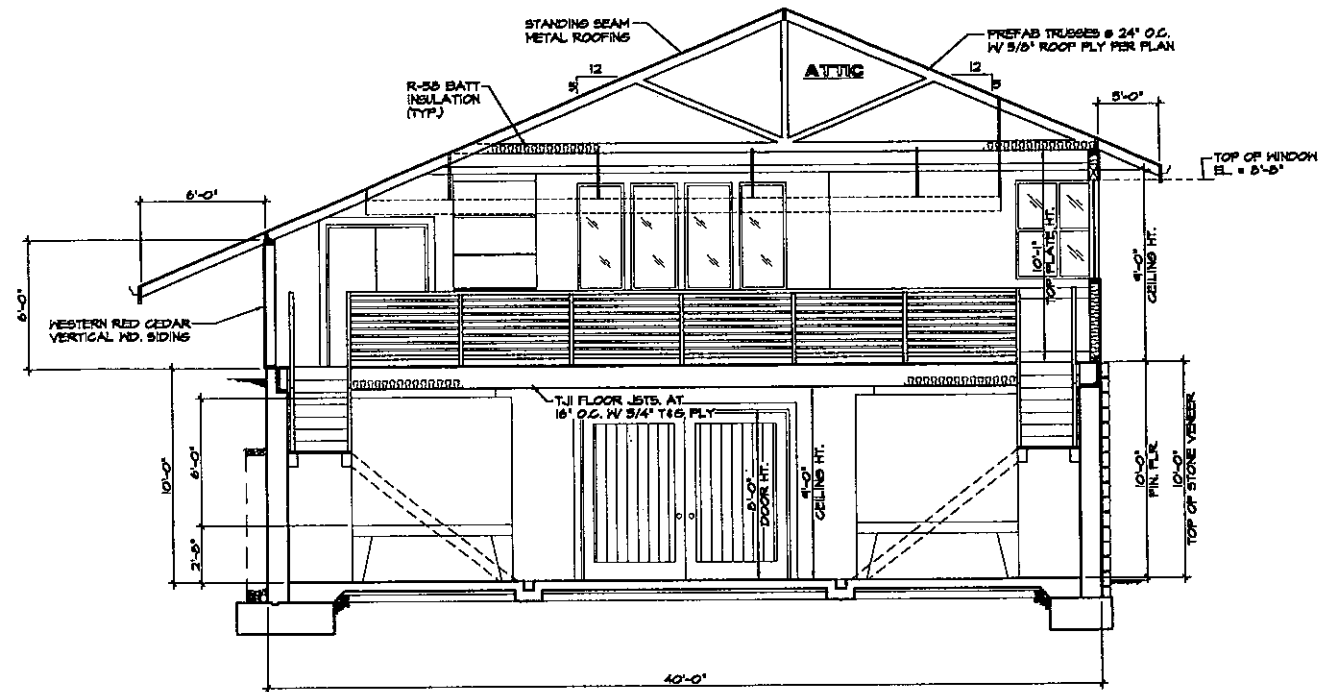 STANDING SEAM
METAL ROOFING
PREFAB TRUSSES @ 24" O.C.
W/ 5/8" ROOF PLY PER PLAN
ATTIC
12
5
12
5
R-38 BATT
INSULATION
(TYP.)
5'-0"
TOP OF WINDOW
EL. = 8'-8"
6'-0"
6'-0"
10'-1"
TOP PLATE HT.
9'-0"
CEILING HT.
WESTERN RED CEDAR
VERTICAL WD. SIDING
TJI FLOOR JSTS. AT
16" O.C. W/ 3/4" T&G PLY
10'-0"
6'-0"
2'-8"
8'-0"
DOOR HT.
9'-0"
CEILING HT.
10'-0"
FIN. FLR.
10'-0"
TOP OF STONE VENEER
40'-0"